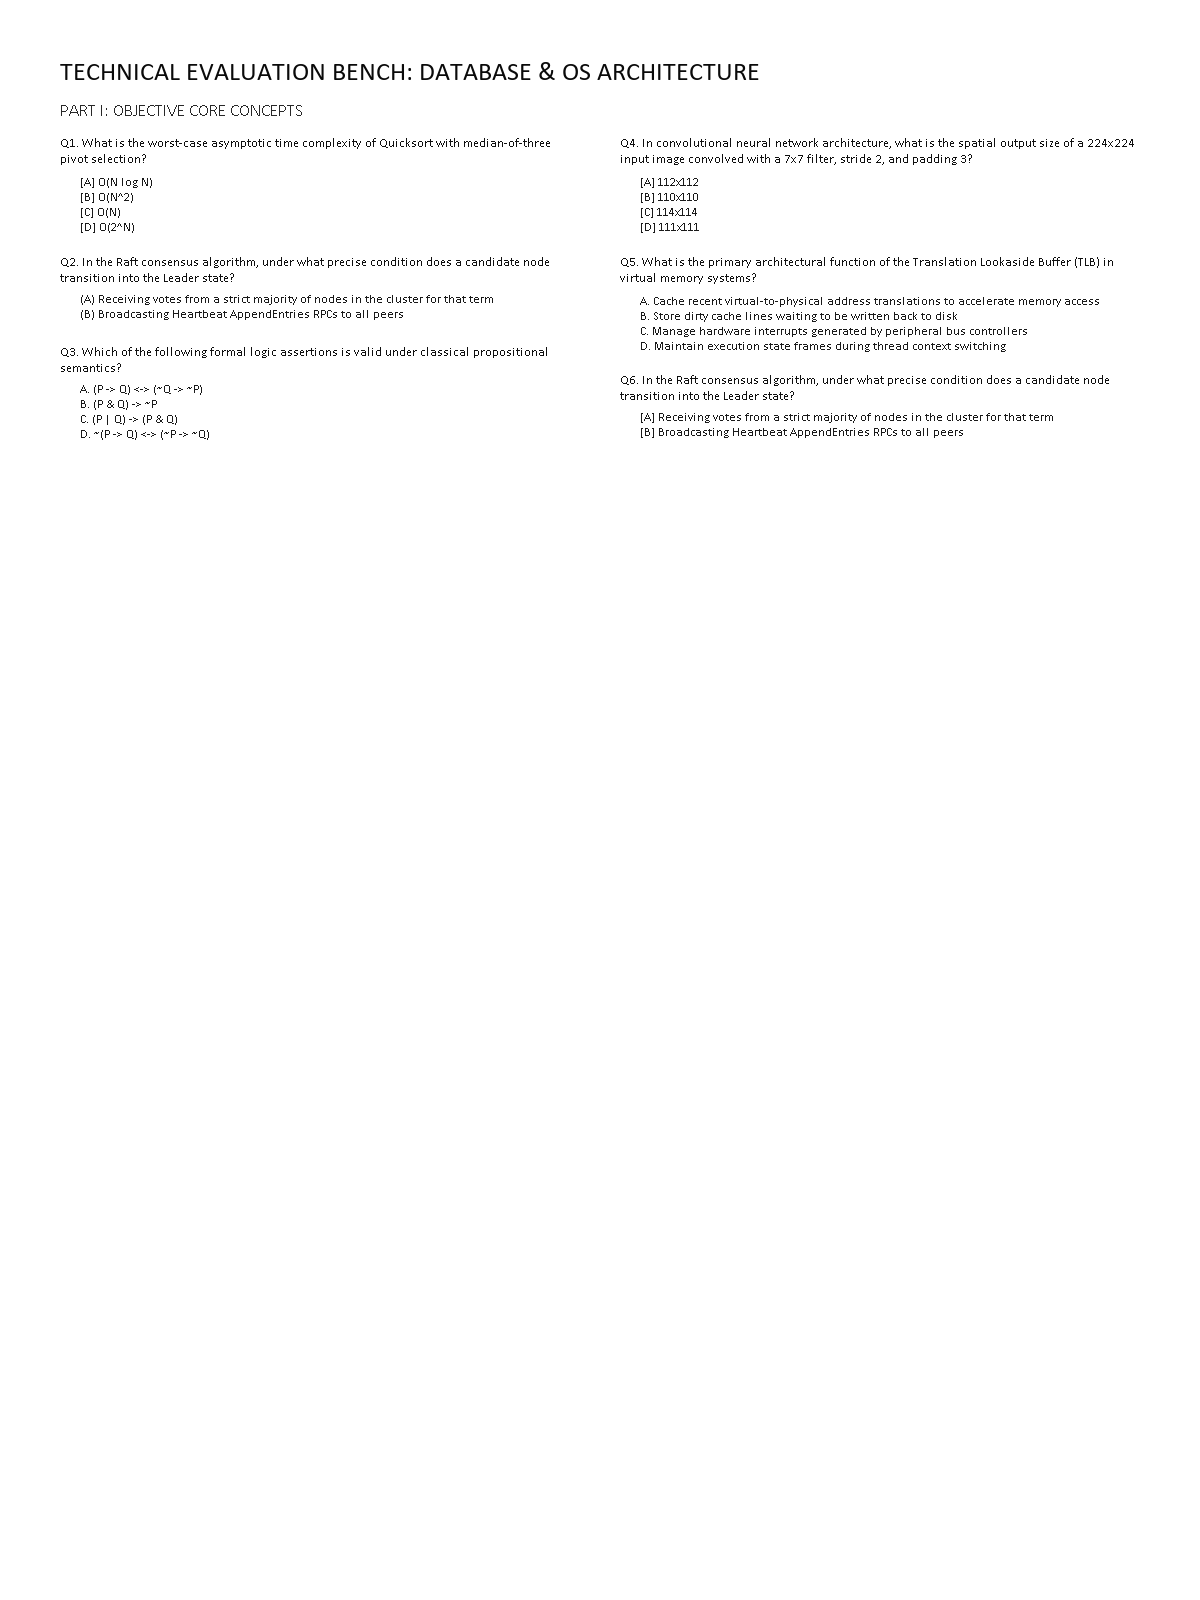 TECHNICAL EVALUATION BENCH: DATABASE & OS ARCHITECTURE
PART I: OBJECTIVE CORE CONCEPTS
Q1. What is the worst-case asymptotic time complexity of Quicksort with median-of-three
pivot selection?
[A] O(N log N)
[B] O(N^2)
[C] O(N)
[D] O(2^N)
Q2. In the Raft consensus algorithm, under what precise condition does a candidate node
transition into the Leader state?
(A) Receiving votes from a strict majority of nodes in the cluster for that term
(B) Broadcasting Heartbeat AppendEntries RPCs to all peers
Q3. Which of the following formal logic assertions is valid under classical propositional
semantics?
A. (P -> Q) <-> (~Q -> ~P)
B. (P & Q) -> ~P
C. (P | Q) -> (P & Q)
D. ~(P -> Q) <-> (~P -> ~Q)
Q4. In convolutional neural network architecture, what is the spatial output size of a 224x224
input image convolved with a 7x7 filter, stride 2, and padding 3?
[A] 112x112
[B] 110x110
[C] 114x114
[D] 111x111
Q5. What is the primary architectural function of the Translation Lookaside Buffer (TLB) in
virtual memory systems?
A. Cache recent virtual-to-physical address translations to accelerate memory access
B. Store dirty cache lines waiting to be written back to disk
C. Manage hardware interrupts generated by peripheral bus controllers
D. Maintain execution state frames during thread context switching
Q6. In the Raft consensus algorithm, under what precise condition does a candidate node
transition into the Leader state?
[A] Receiving votes from a strict majority of nodes in the cluster for that term
[B] Broadcasting Heartbeat AppendEntries RPCs to all peers